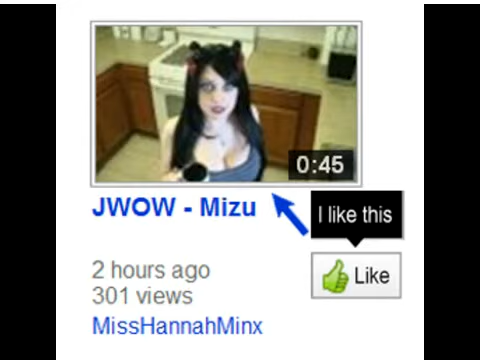 0:45
JWOW - Mizu
I like this
Like
2 hours ago
301 views
MissHannahMinx